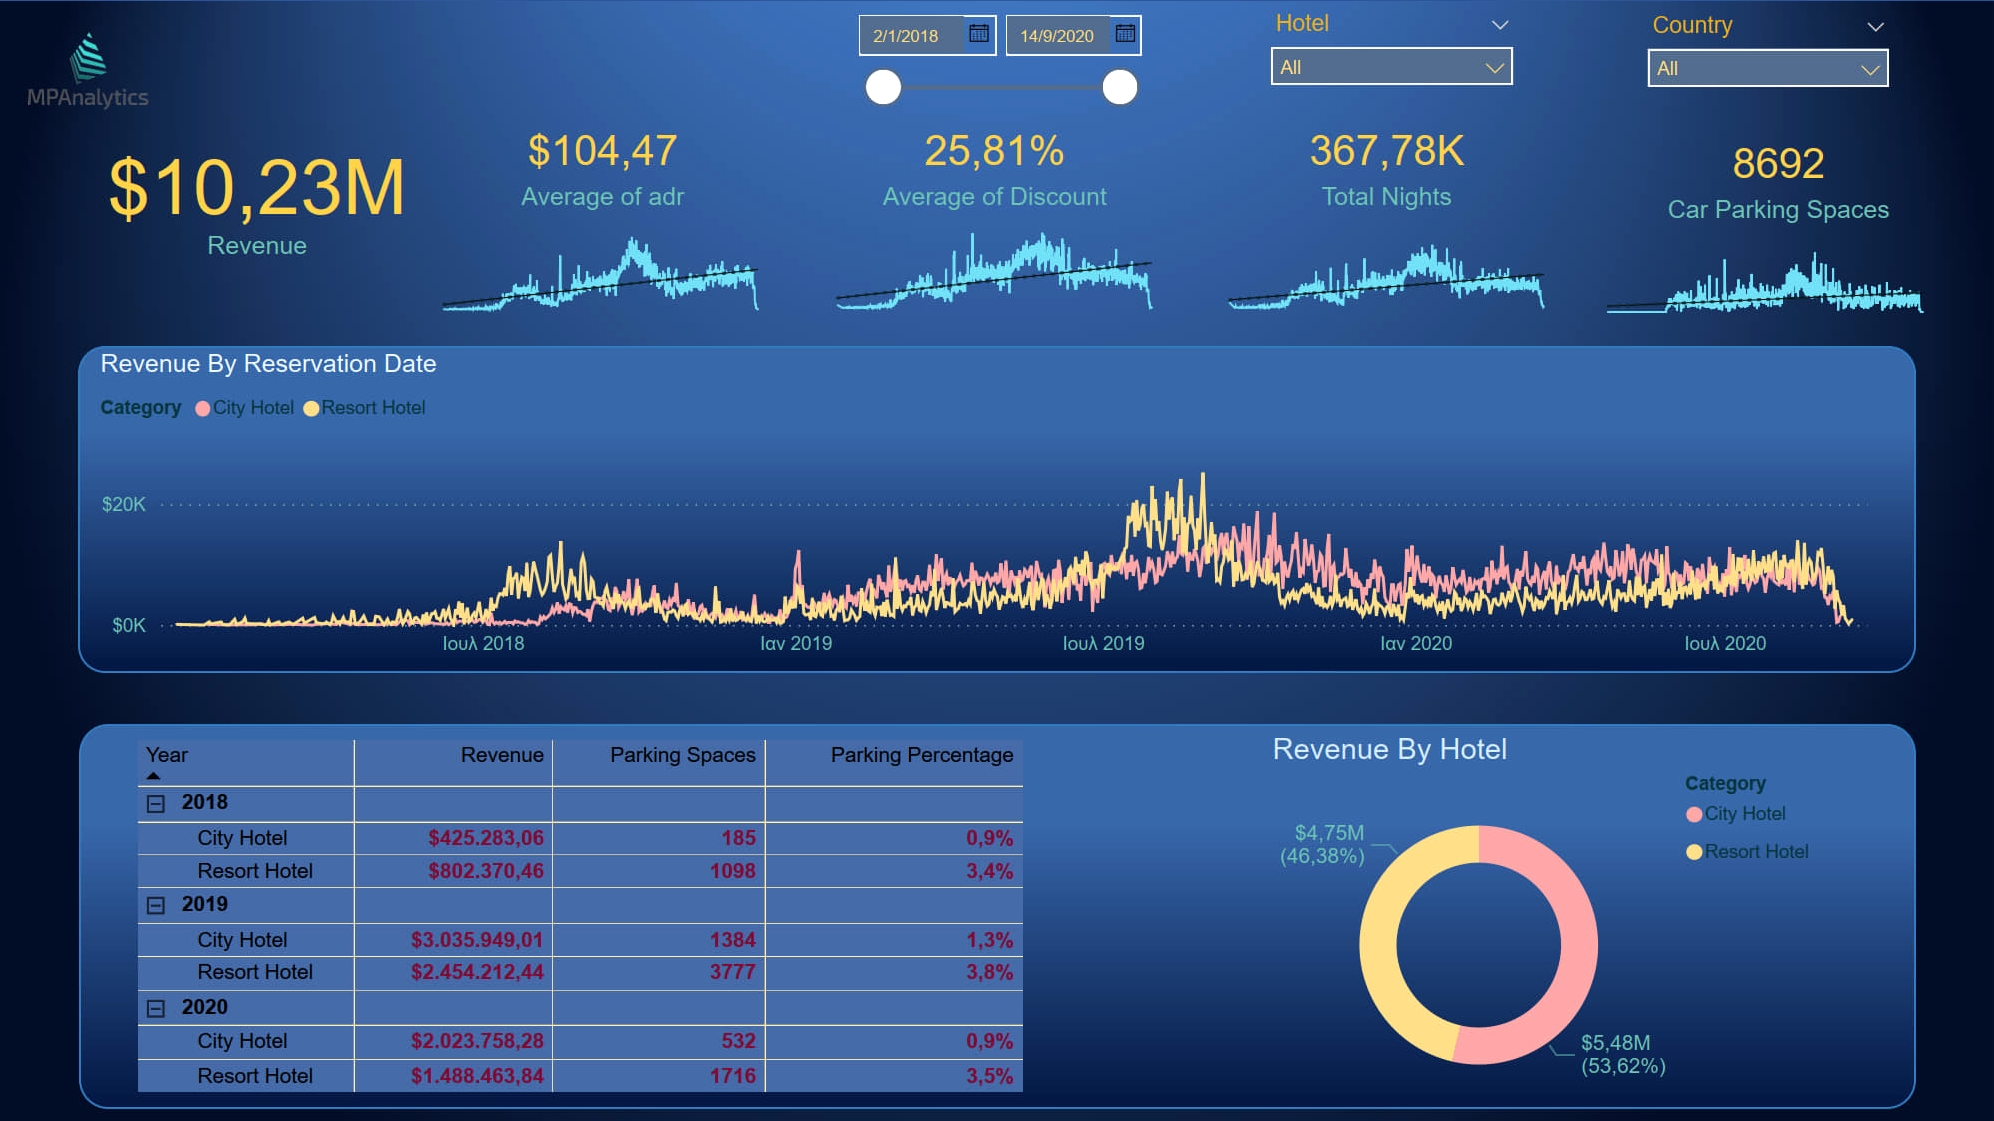 MPAnalytics
2/1/2018
14/9/2020
Hotel
All
Country
All
$10,23M
Revenue
$104,47
Average of adr
25,81%
Average of Discount
367,78K
Total Nights
8692
Car Parking Spaces
Revenue By Reservation Date
Category City Hotel Resort Hotel
$20K
$0K
Ιουλ 2018 Ιαν 2019 Ιουλ 2019 Ιαν 2020 Ιουλ 2020
Year Revenue Parking Spaces Parking Percentage
2018
City Hotel $425.283,06 185 0,9%
Resort Hotel $802.370,46 1098 3,4%
2019
City Hotel $3.035.949,01 1384 1,3%
Resort Hotel $2.454.212,44 3777 3,8%
2020
City Hotel $2.023.758,28 532 0,9%
Resort Hotel $1.488.463,84 1716 3,5%
Revenue By Hotel
Category
City Hotel
Resort Hotel
$4,75M
(46,38%)
$5,48M
(53,62%)